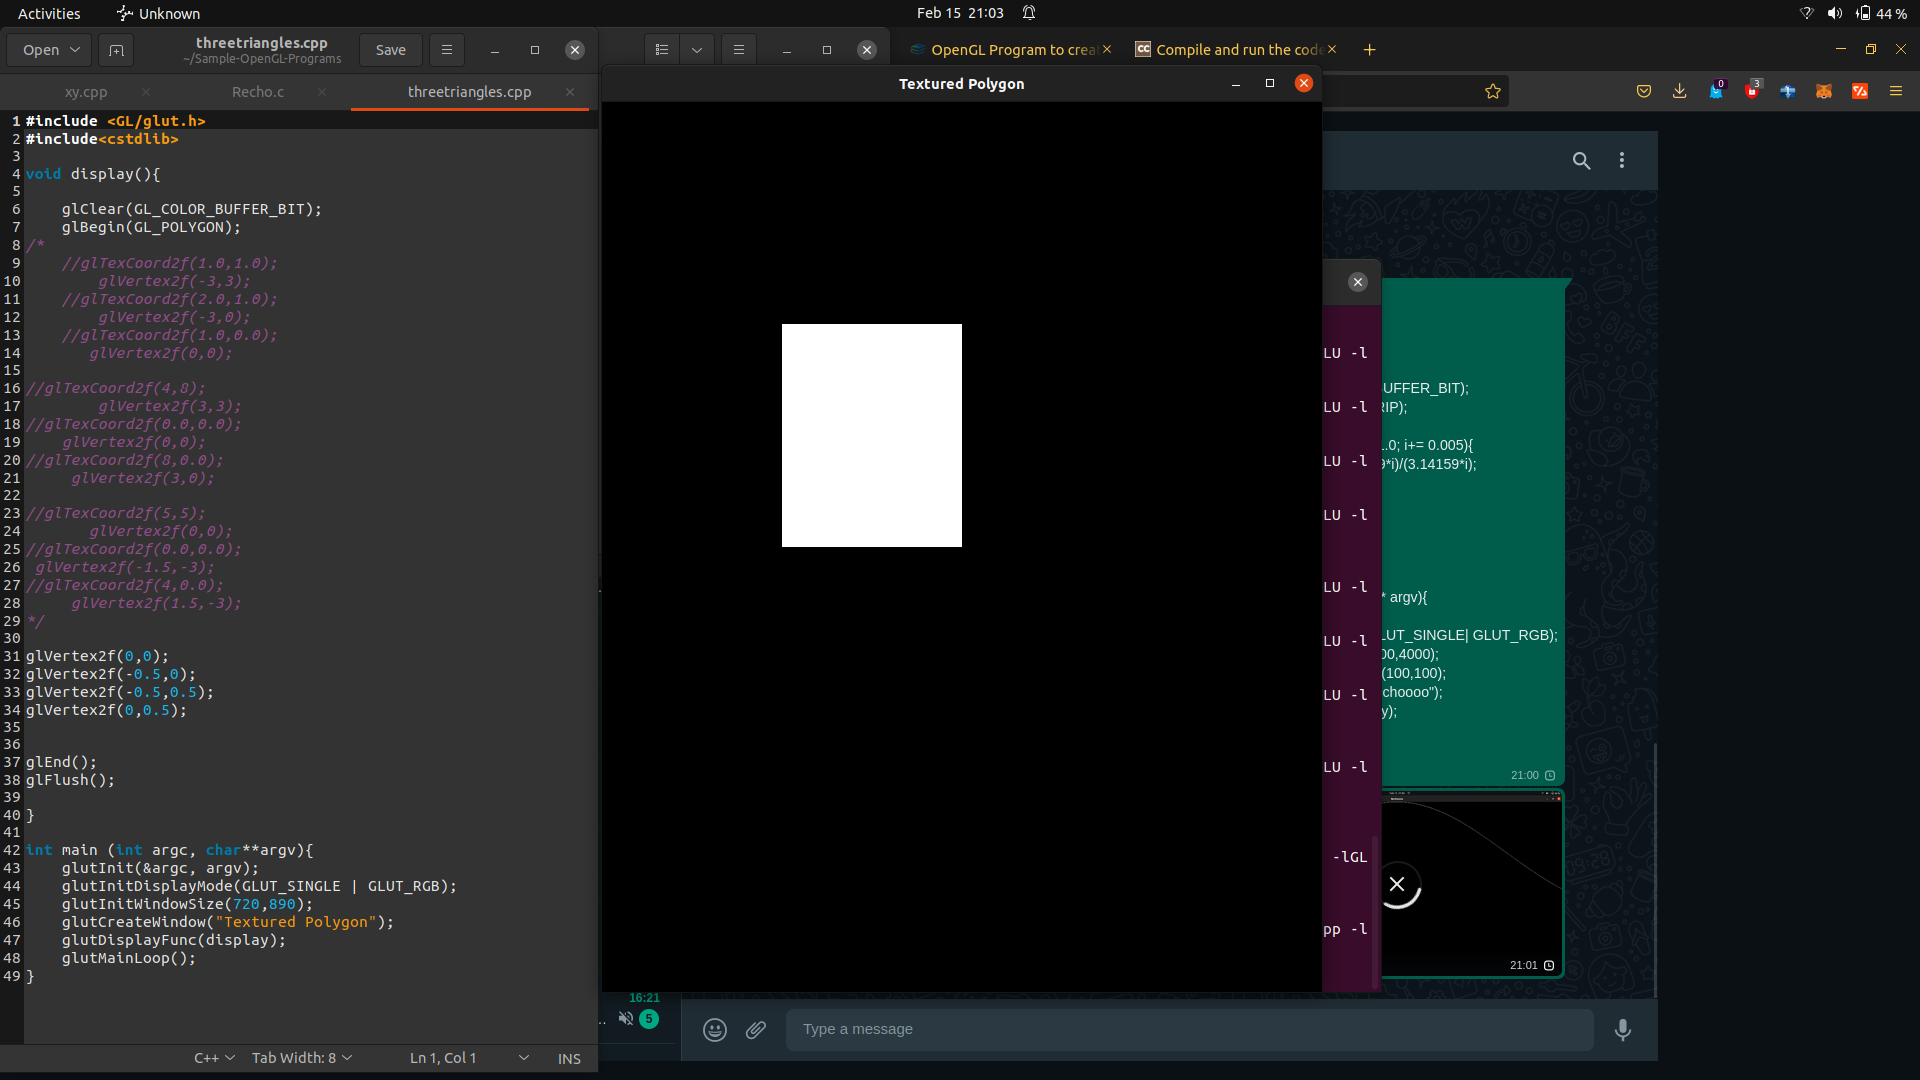 Activities
Unknown
Feb 15 21:03
44 %
Open
threetriangles.cpp
~/Sample-OpenGL-Programs
Save
xy.cpp
Recho.c
threetriangles.cpp
1 #include <GL/glut.h>
2 #include<cstdlib>
3
4 void display(){
5
6 glClear(GL_COLOR_BUFFER_BIT);
7 glBegin(GL_POLYGON);
8 /*
9 //glTexCoord2f(1.0,1.0);
10 glVertex2f(-3,3);
11 //glTexCoord2f(2.0,1.0);
12 glVertex2f(-3,0);
13 //glTexCoord2f(1.0,0.0);
14 glVertex2f(0,0);
15
16 //glTexCoord2f(4,8);
17 glVertex2f(3,3);
18 //glTexCoord2f(0.0,0.0);
19 glVertex2f(0,0);
20 //glTexCoord2f(8,0.0);
21 glVertex2f(3,0);
22
23 //glTexCoord2f(5,5);
24 glVertex2f(0,0);
25 //glTexCoord2f(0.0,0.0);
26 glVertex2f(-1.5,-3);
27 //glTexCoord2f(4,0.0);
28 glVertex2f(1.5,-3);
29 */
30
31 glVertex2f(0,0);
32 glVertex2f(-0.5,0);
33 glVertex2f(-0.5,0.5);
34 glVertex2f(0,0.5);
35
36
37 glEnd();
38 glFlush();
39
40 }
41
42 int main (int argc, char**argv){
43 glutInit(&argc, argv);
44 glutInitDisplayMode(GLUT_SINGLE | GLUT_RGB);
45 glutInitWindowSize(720,890);
46 glutCreateWindow("Textured Polygon");
47 glutDisplayFunc(display);
48 glutMainLoop();
49 }
C++
Tab Width: 8
Ln 1, Col 1
INS
Textured Polygon
OpenGL Program to crea
CC Compile and run the code
0
3
LU -l
LU -l
LU -l
LU -l
LU -l
LU -l
LU -l
LU -l
-lGL
pp -l
BUFFER_BIT);
RIP);
1.0; i+= 0.005){
9*i)/(3.14159*i);
* argv){
LUT_SINGLE| GLUT_RGB);
00,4000);
(100,100);
choooo");
y);
21:00
21:01
16:21
..
5
Type a message